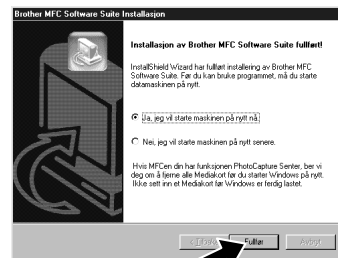 Brother MFC Software Suite Installasjon
Installasjon av Brother MFC Software Suite fullført!
InstallShield Wizard har fullført installering av Brother MFC
Software Suite. Før du kan bruke programmet, må du starte
datamaskinen på nytt.
Ja, jeg vil starte maskinen på nytt nå.
Nei, jeg vil starte maskinen på nytt senere.
Hvis MFCen din har funksjonen PhotoCapture Senter, ber vi
deg om å fjerne alle Mediakort før du starter Windows på nytt.
Ikke sett inn et Mediakort før Windows er ferdig lastet.
Fullfør
Avbryt